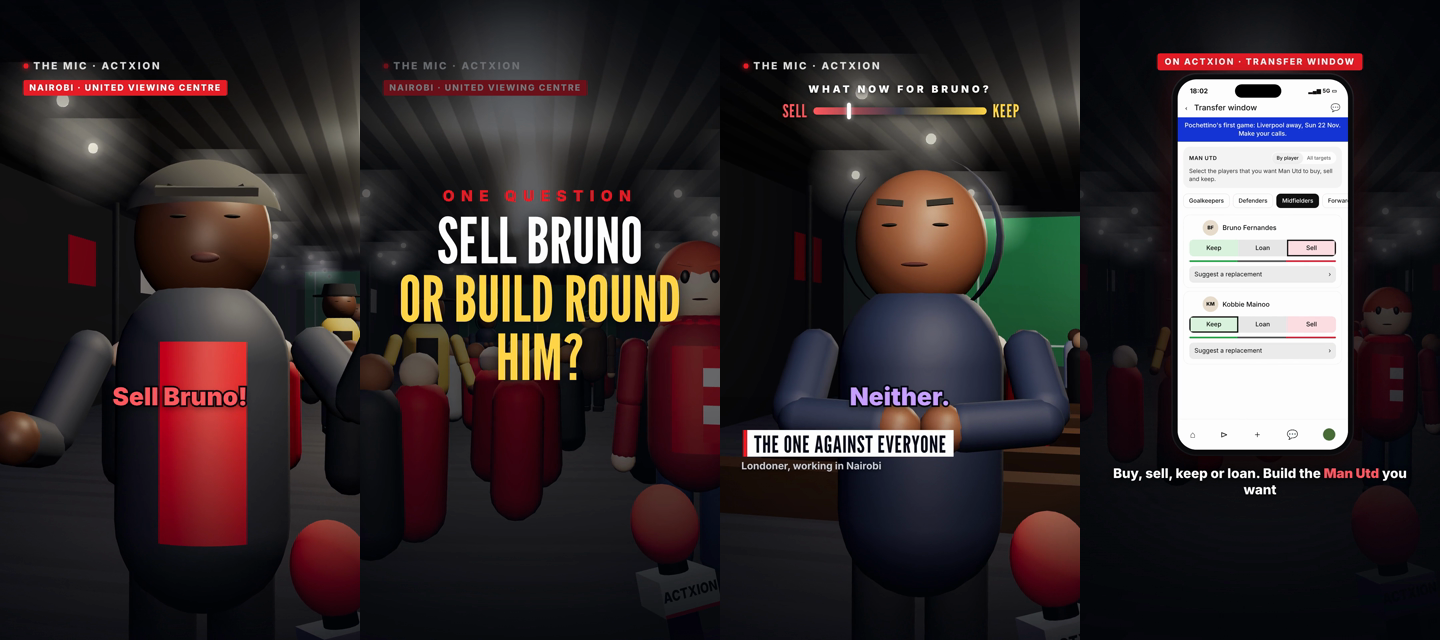 THE MIC · ACTXION
NAIROBI · UNITED VIEWING CENTRE
Sell Bruno!
THE MIC · ACTXION
NAIROBI · UNITED VIEWING CENTRE
ONE QUESTION
SELL BRUNO
OR BUILD ROUND
HIM?
ACTXION
THE MIC · ACTXION
WHAT NOW FOR BRUNO?
SELL KEEP
Neither.
THE ONE AGAINST EVERYONE
Londoner, working in Nairobi
ON ACTXION · TRANSFER WINDOW
18:02 5G
Transfer window
Pochettino's first game: Liverpool away, Sun 22 Nov.
Make your calls.
MAN UTD By player All targets
Select the players that you want Man Utd to buy, sell
and keep.
Goalkeepers Defenders Midfielders Forwar
BF Bruno Fernandes
Keep Loan Sell
Suggest a replacement
KM Kobbie Mainoo
Keep Loan Sell
Suggest a replacement
Buy, sell, keep or loan. Build the Man Utd you
want